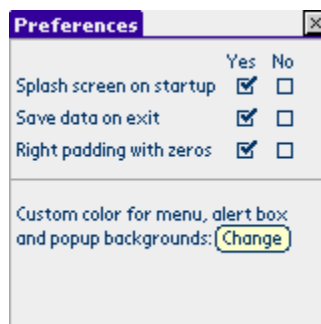 Preferences
Yes No
Splash screen on startup
Save data on exit
Right padding with zeros
Custom color for menu, alert box
and popup backgrounds: Change